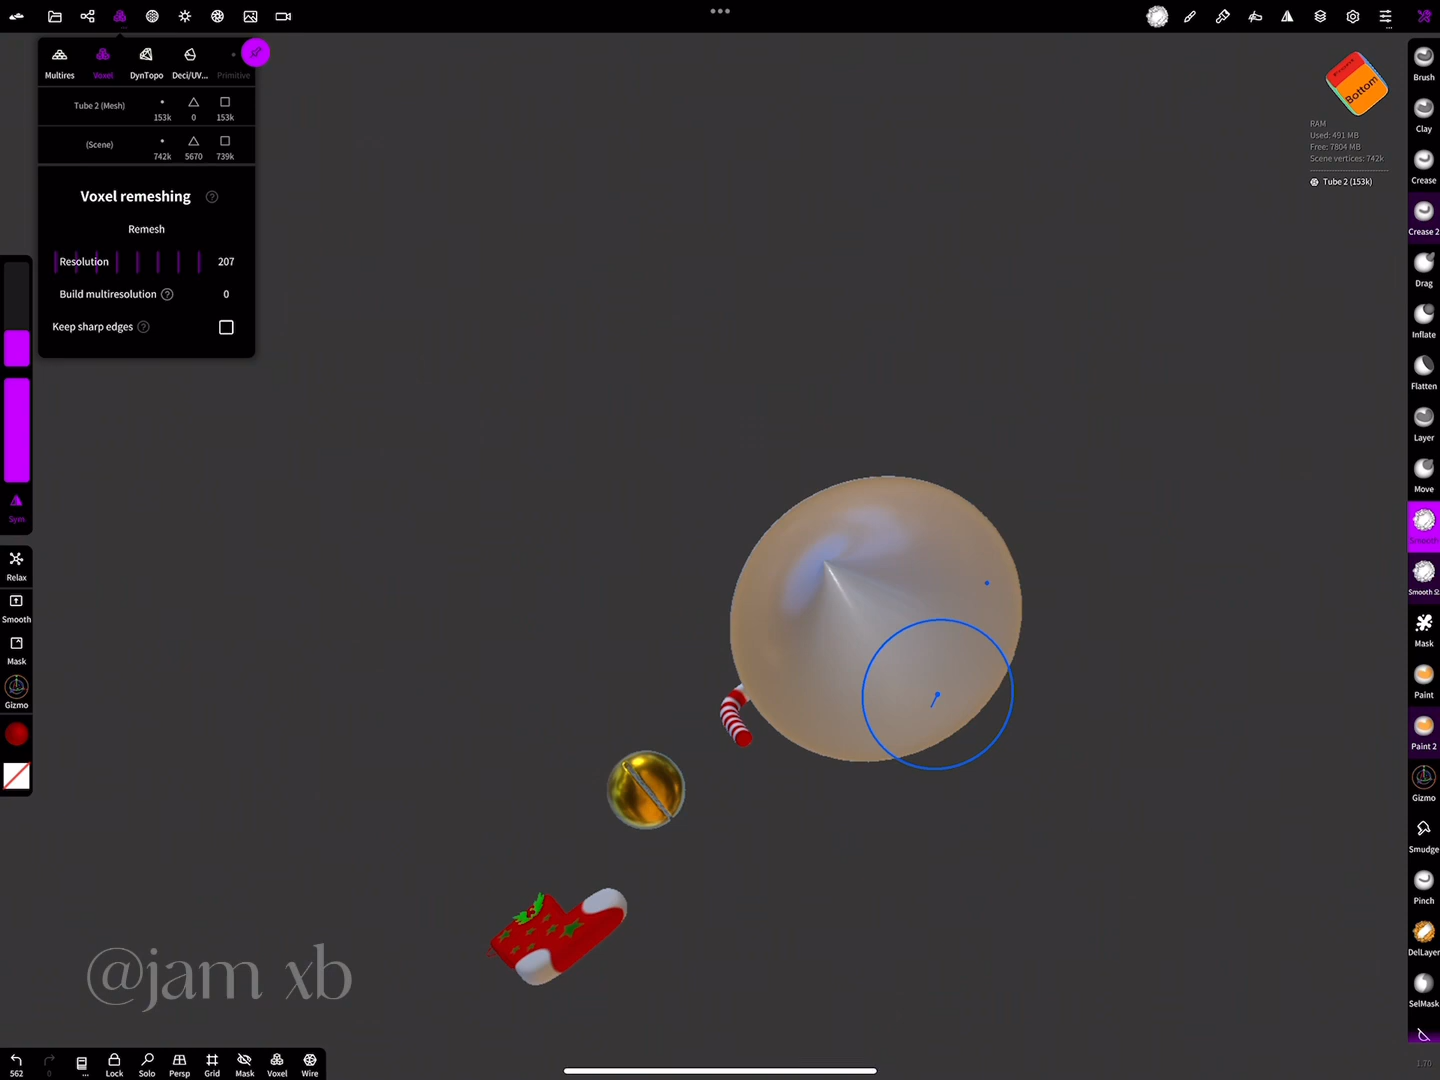 Multires Voxel DynTopo Deci/UV... Primitive
Tube 2 (Mesh) 153k 0 153k
(Scene) 742k 5670 739k
Voxel remeshing ?
Remesh
Resolution 207
Build multiresolution ? 0
Keep sharp edges ?
Sym
Relax
Smooth
Mask
Gizmo
Bottom
RAM
Used: 491 MB
Free: 7804 MB
Scene vertices: 742k
Tube 2 (153k)
Brush
Clay
Crease
Crease 2
Drag
Inflate
Flatten
Layer
Move
Smooth
Mask
Paint
Paint 2
Gizmo
Smudge
Pinch
DelLayer
SelMask
@jam xb
562 0 ... Lock Solo Persp Grid Mask Voxel Wire
1.70